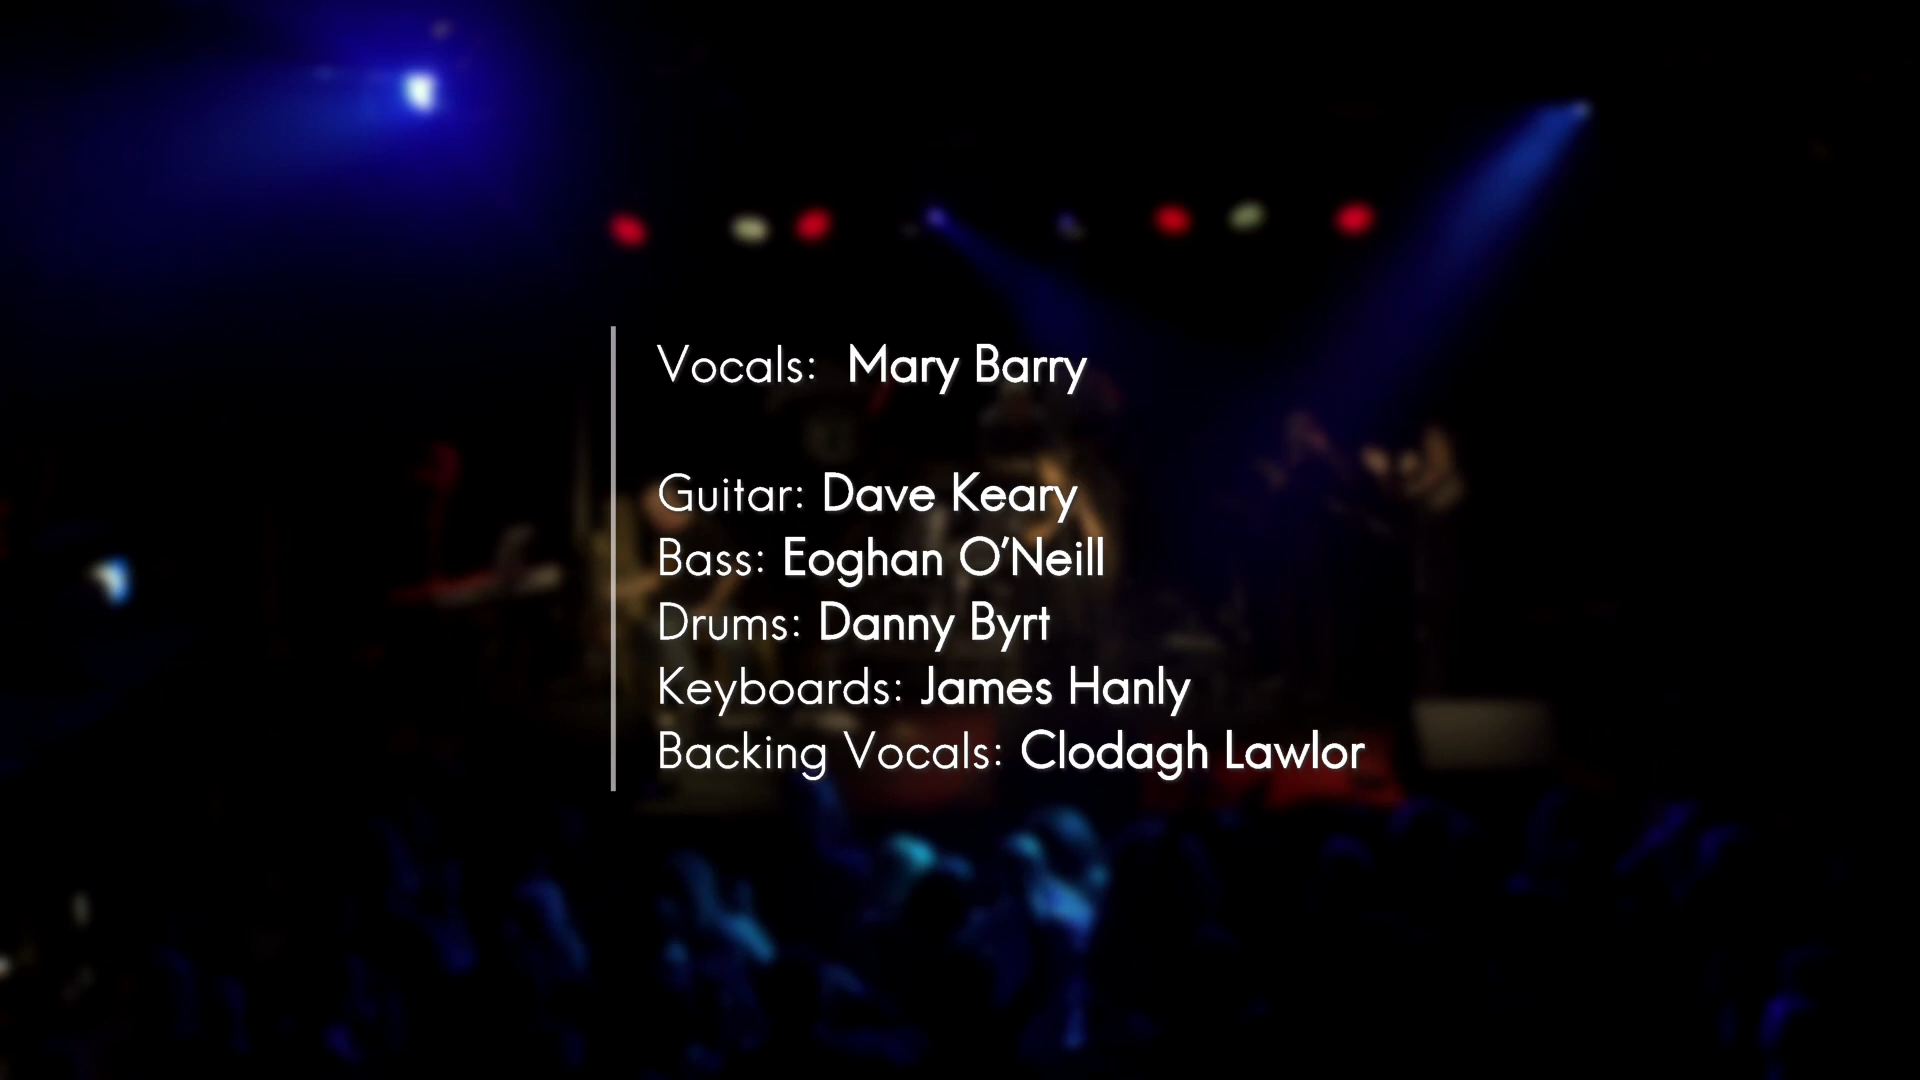 Vocals:  Mary Barry
Guitar: Dave Keary
Bass: Eoghan O'Neill
Drums: Danny Byrt
Keyboards: James Hanly
Backing Vocals: Clodagh Lawlor